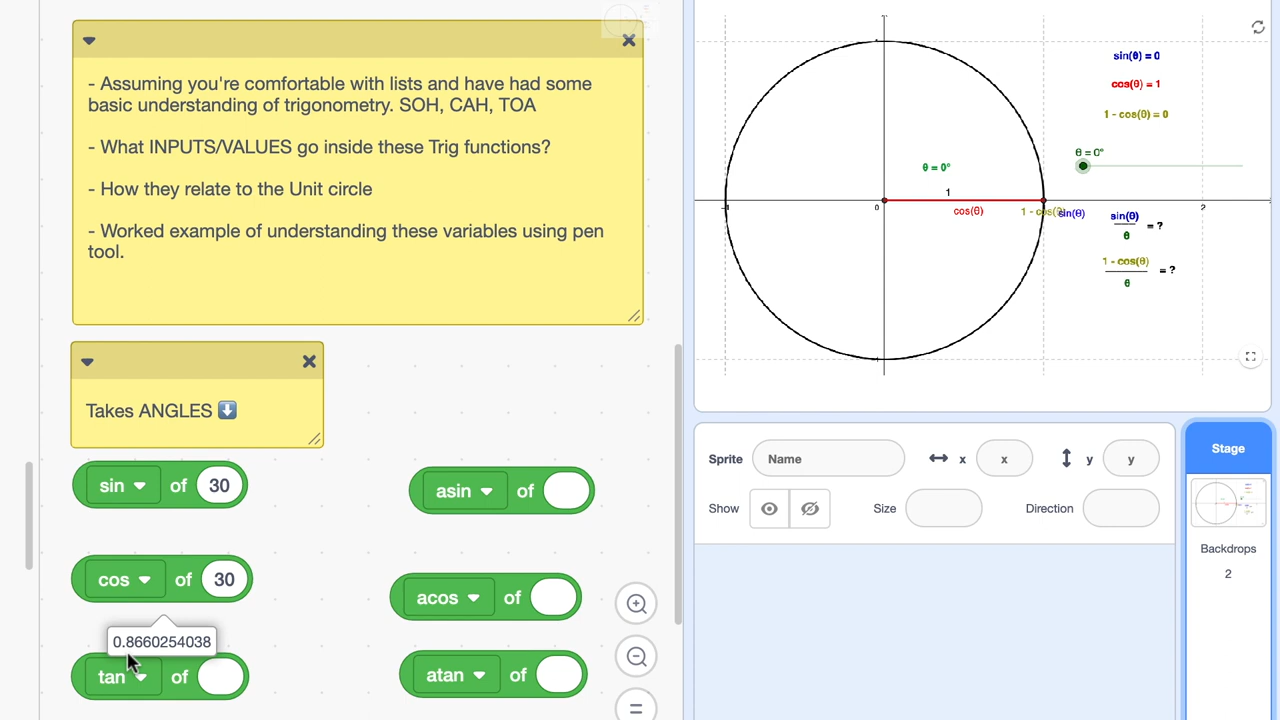 - Assuming you're comfortable with lists and have had some
basic understanding of trigonometry. SOH, CAH, TOA
- What INPUTS/VALUES go inside these Trig functions?
- How they relate to the Unit circle
- Worked example of understanding these variables using pen
tool.
Takes ANGLES ⬇️
sin of 30
asin of
cos of 30
acos of
0.8660254038
tan of
atan of
sin(θ) = 0
cos(θ) = 1
1 - cos(θ) = 0
θ = 0°
θ = 0°
1
-1 0 2
cos(θ) 1 - cos(θ) sin(θ)
sin(θ)
θ
= ?
1 - cos(θ)
θ
= ?
Sprite Name x x y y
Show Size Direction
Stage
Backdrops
2